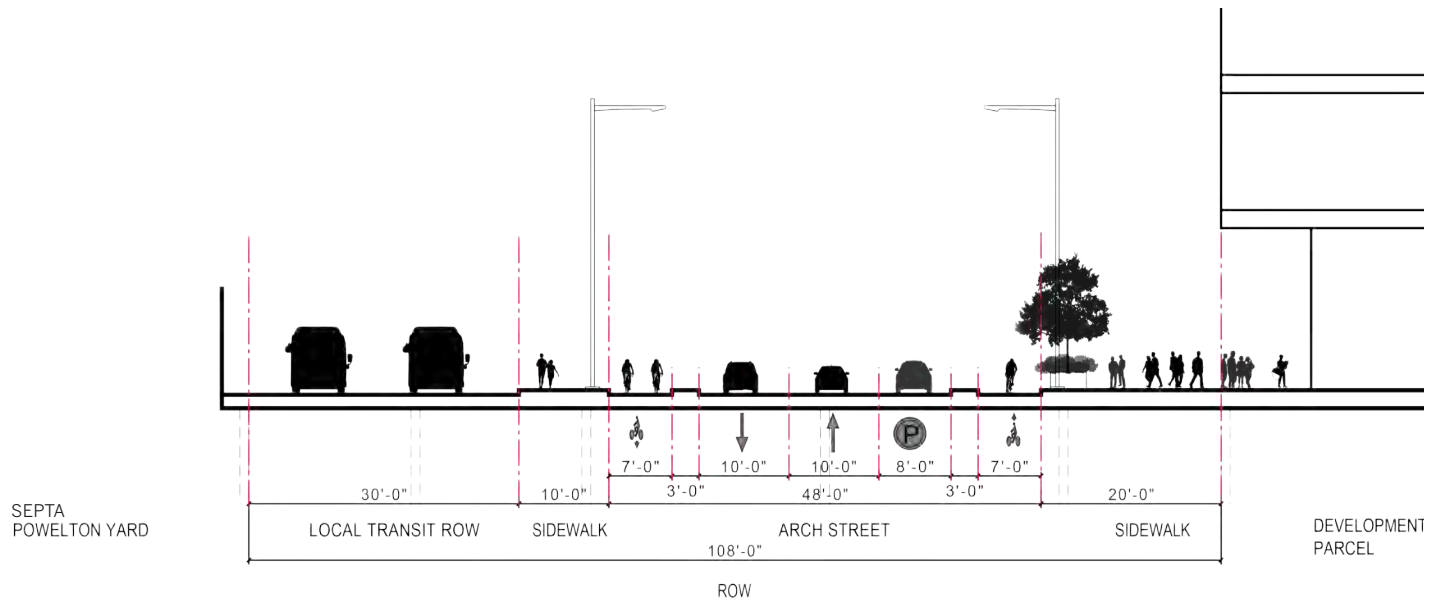 P
7'-0"
10'-0"
10'-0"
8'-0"
7'-0"
30'-0"
10'-0"
3'-0"
48'-0"
3'-0"
20'-0"
SEPTA
POWELTON YARD
LOCAL TRANSIT ROW
SIDEWALK
ARCH STREET
SIDEWALK
DEVELOPMENT
PARCEL
108'-0"
ROW